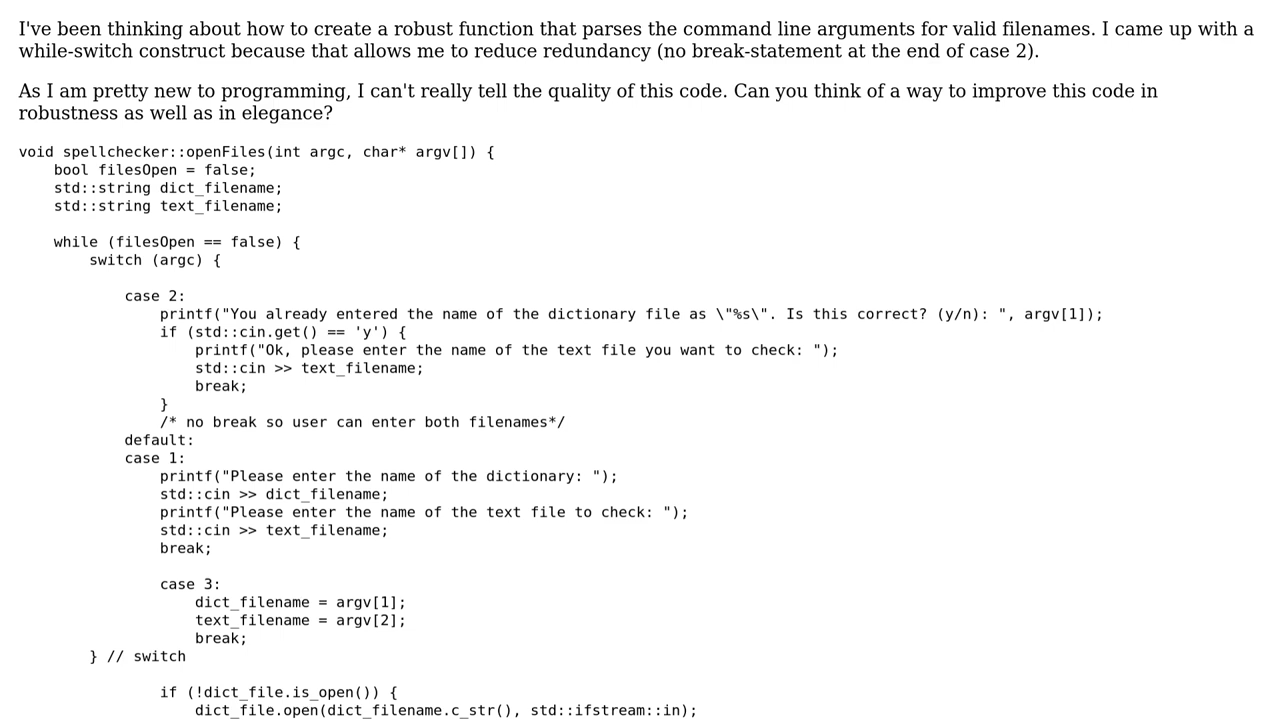 I've been thinking about how to create a robust function that parses the command line arguments for valid filenames. I came up with a
while-switch construct because that allows me to reduce redundancy (no break-statement at the end of case 2).
As I am pretty new to programming, I can't really tell the quality of this code. Can you think of a way to improve this code in
robustness as well as in elegance?
void spellchecker::openFiles(int argc, char* argv[]) {
    bool filesOpen = false;
    std::string dict_filename;
    std::string text_filename;
    while (filesOpen == false) {
        switch (argc) {
            case 2:
                printf("You already entered the name of the dictionary file as \"%s\". Is this correct? (y/n): ", argv[1]);
                if (std::cin.get() == 'y') {
                    printf("Ok, please enter the name of the text file you want to check: ");
                    std::cin >> text_filename;
                    break;
                }
                /* no break so user can enter both filenames*/
            default:
            case 1:
                printf("Please enter the name of the dictionary: ");
                std::cin >> dict_filename;
                printf("Please enter the name of the text file to check: ");
                std::cin >> text_filename;
                break;
                case 3:
                    dict_filename = argv[1];
                    text_filename = argv[2];
                    break;
        } // switch
                if (!dict_file.is_open()) {
                    dict_file.open(dict_filename.c_str(), std::ifstream::in);